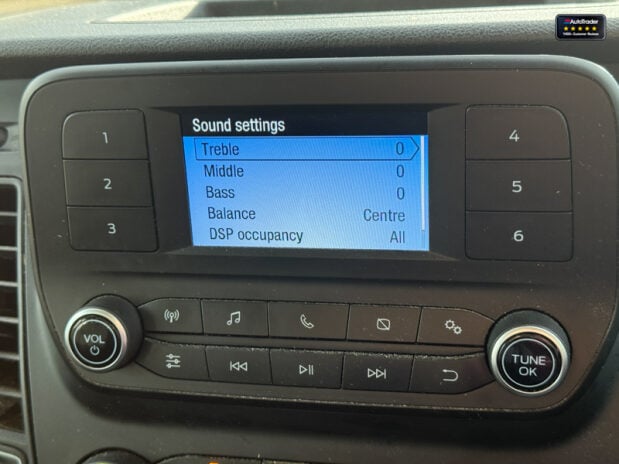 AutoTrader
Sound settings
Treble 0
Middle 0
Bass 0
Balance Centre
DSP occupancy All
1
2
3
4
5
6
VOL
TUNE
OK